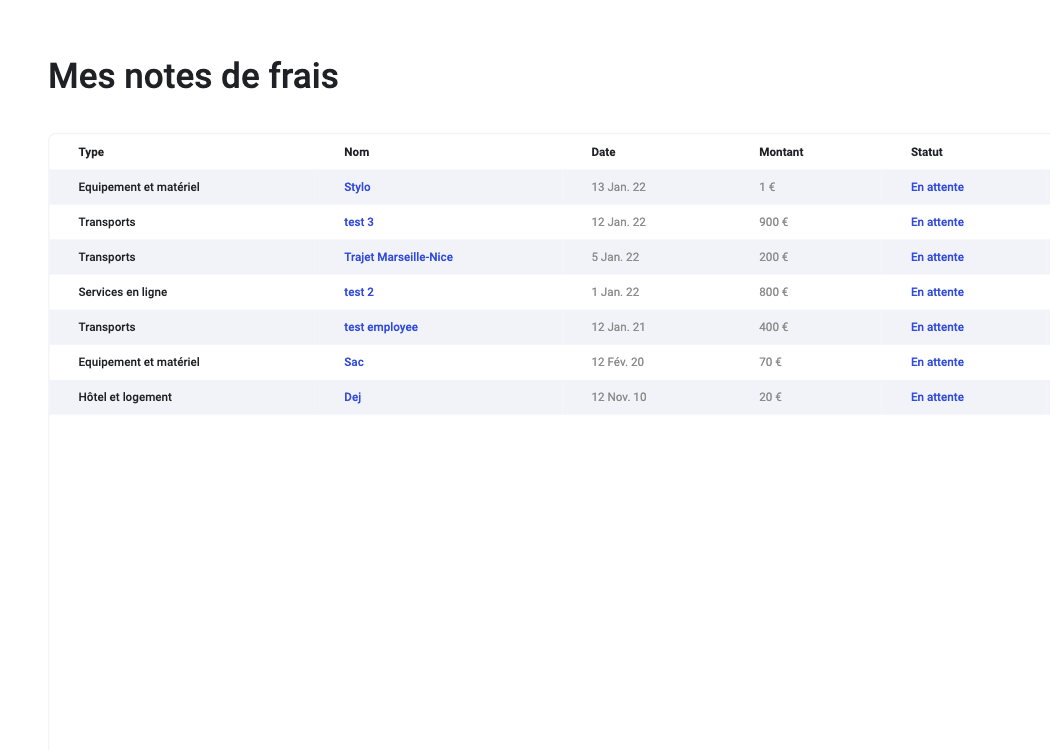 Mes notes de frais
Type Nom Date Montant Statut
Equipement et matériel Stylo 13 Jan. 22 1 € En attente
Transports test 3 12 Jan. 22 900 € En attente
Transports Trajet Marseille-Nice 5 Jan. 22 200 € En attente
Services en ligne test 2 1 Jan. 22 800 € En attente
Transports test employee 12 Jan. 21 400 € En attente
Equipement et matériel Sac 12 Fév. 20 70 € En attente
Hôtel et logement Dej 12 Nov. 10 20 € En attente